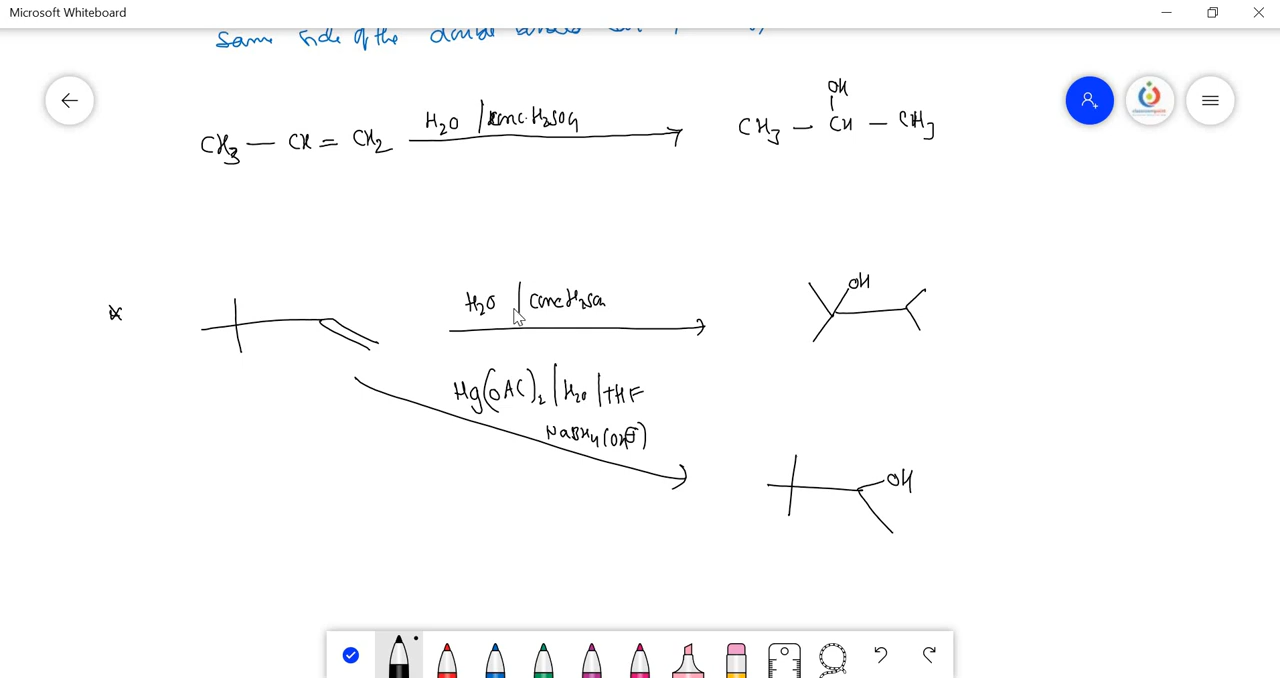 Microsoft Whiteboard
Same side of the double
CH3 — CH = CH2
H2O / conc. H2SO4
OH
CH3 — CH — CH3
H2O / conc H2SO4
OH
Hg(OAC)2 / H2O / THF
NaBH4 (OH⊖)
OH